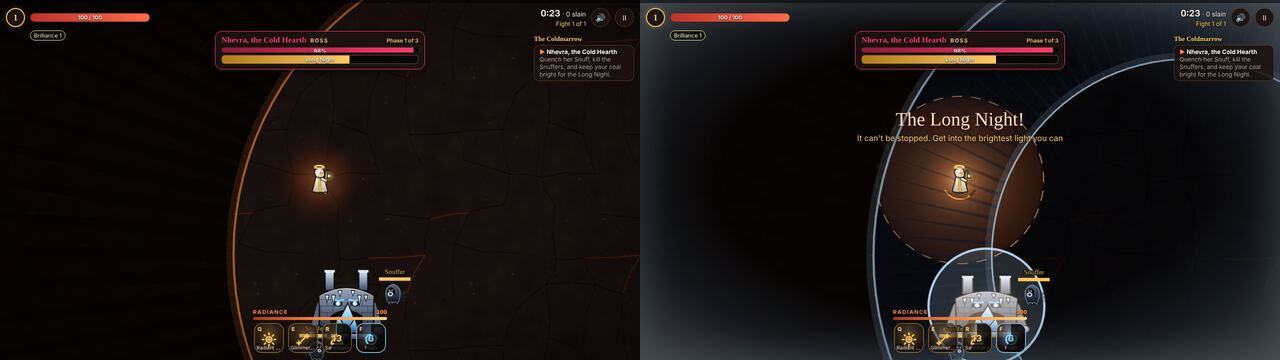 1
100 / 100
Brilliance 1
Nhevra, the Cold Hearth BOSS Phase 1 of 3
98%
Long Night
0:23 · 0 slain
Fight 1 of 1
The Coldmarrow
Nhevra, the Cold Hearth
Quench her Snuff, kill the
Snuffers, and keep your coal
bright for the Long Night.
Snuffer
RADIANCE 100
Q E R F
Radiant
Glimmer
1
100 / 100
Brilliance 1
Nhevra, the Cold Hearth BOSS Phase 1 of 3
98%
Long Night
0:23 · 0 slain
Fight 1 of 1
The Coldmarrow
Nhevra, the Cold Hearth
Quench her Snuff, kill the
Snuffers, and keep your coal
bright for the Long Night.
The Long Night!
It can't be stopped. Get into the brightest light you can
Snuffer
RADIANCE 100
Q E R F
Radiant
Glimmer